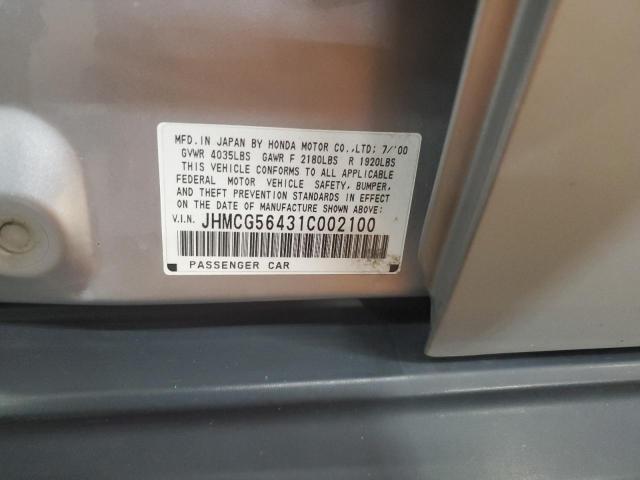 MFD.IN JAPAN BY HONDA MOTOR CO.,LTD; 7/'00
GVWR 4035LBS GAWR F 2180LBS R 1920LBS
THIS VEHICLE CONFORMS TO ALL APPLICABLE
FEDERAL MOTOR VEHICLE SAFETY, BUMPER,
AND THEFT PREVENTION STANDARDS IN EFFECT
ON THE DATE OF MANUFACTURE SHOWN ABOVE:
V.I.N. JHMCG56431C002100
PASSENGER CAR